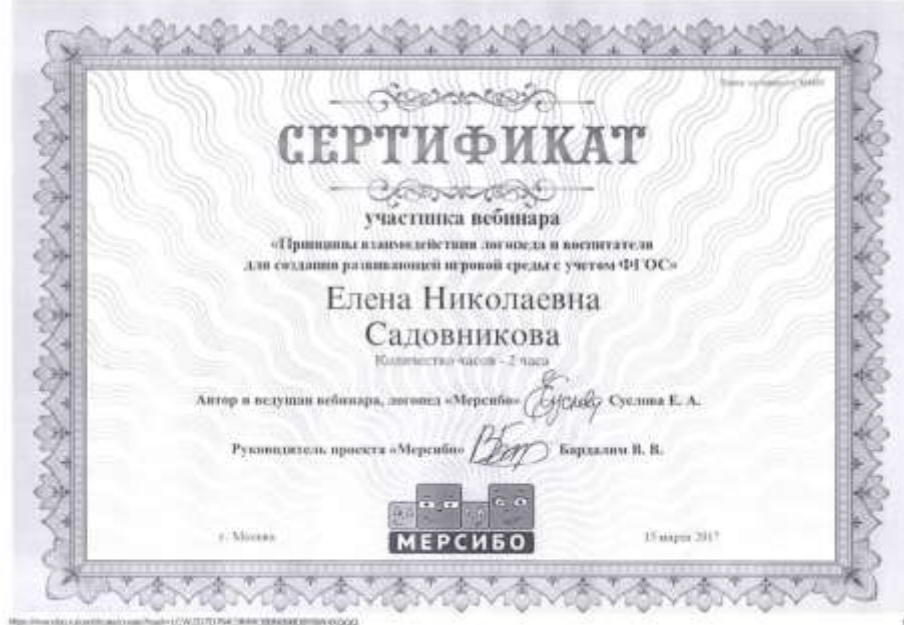 СЕРТИФИКАТ
участника вебинара
«Принципы взаимодействия логопеда и воспитателя
для создания развивающей игровой среды с учетом ФГОС»
Елена Николаевна
Садовникова
Количество часов - 2 часа
Автор и ведущая вебинара, логопед «Мерсибо» Суслова Е. А.
Руководитель проекта «Мерсибо» Бардалим В. В.
МЕРСИБО
г. Москва
15 марта 2017